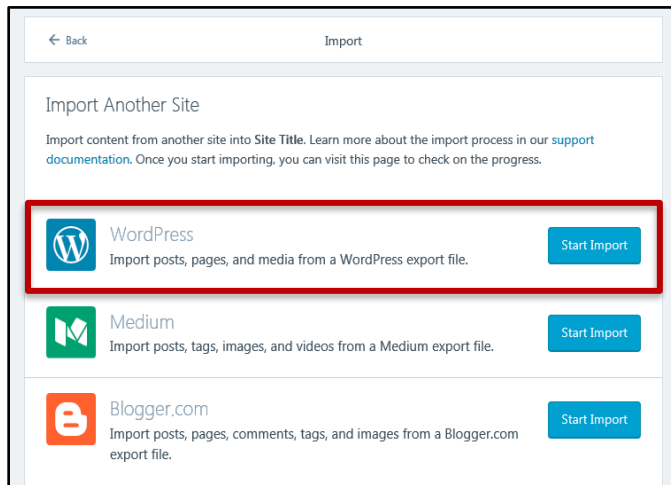 ← Back
Import
Import Another Site
Import content from another site into Site Title. Learn more about the import process in our support
documentation. Once you start importing, you can visit this page to check on the progress.
WordPress
Import posts, pages, and media from a WordPress export file.
Start Import
Medium
Import posts, tags, images, and videos from a Medium export file.
Start Import
Blogger.com
Import posts, pages, comments, tags, and images from a Blogger.com
export file.
Start Import